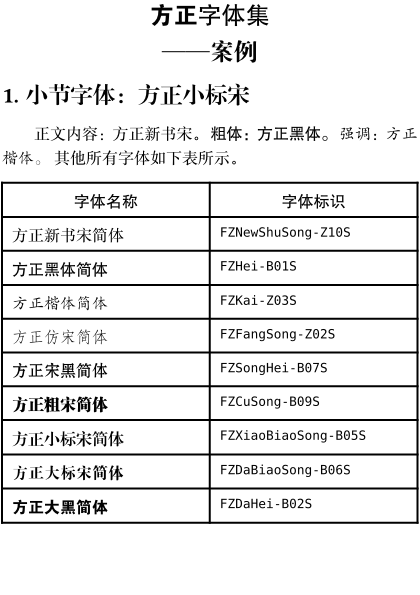 方正字体集
——案例
1. 小节字体：方正小标宋
正文内容：方正新书宋。粗体：方正黑体。强调：方正
楷体。其他所有字体如下表所示。
字体名称 字体标识
方正新书宋简体 FZNewShuSong-Z10S
方正黑体简体 FZHei-B01S
方正楷体简体 FZKai-Z03S
方正仿宋简体 FZFangSong-Z02S
方正宋黑简体 FZSongHei-B07S
方正粗宋简体 FZCuSong-B09S
方正小标宋简体 FZXiaoBiaoSong-B05S
方正大标宋简体 FZDaBiaoSong-B06S
方正大黑简体 FZDaHei-B02S